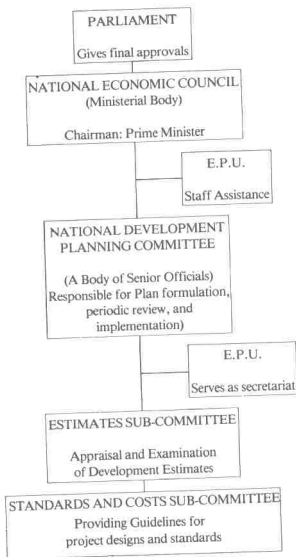 PARLIAMENT
Gives final approvals
NATIONAL ECONOMIC COUNCIL
(Ministerial Body)
Chairman: Prime Minister
E.P.U.
Staff Assistance
NATIONAL DEVELOPMENT
PLANNING COMMITTEE
(A Body of Senior Officials)
Responsible for Plan formulation,
periodic review, and
implementation)
E.P.U.
Serves as secretariat
ESTIMATES SUB-COMMITTEE
Appraisal and Examination
of Development Estimates
STANDARDS AND COSTS SUB-COMMITTEE
Providing Guidelines for
project designs and standards